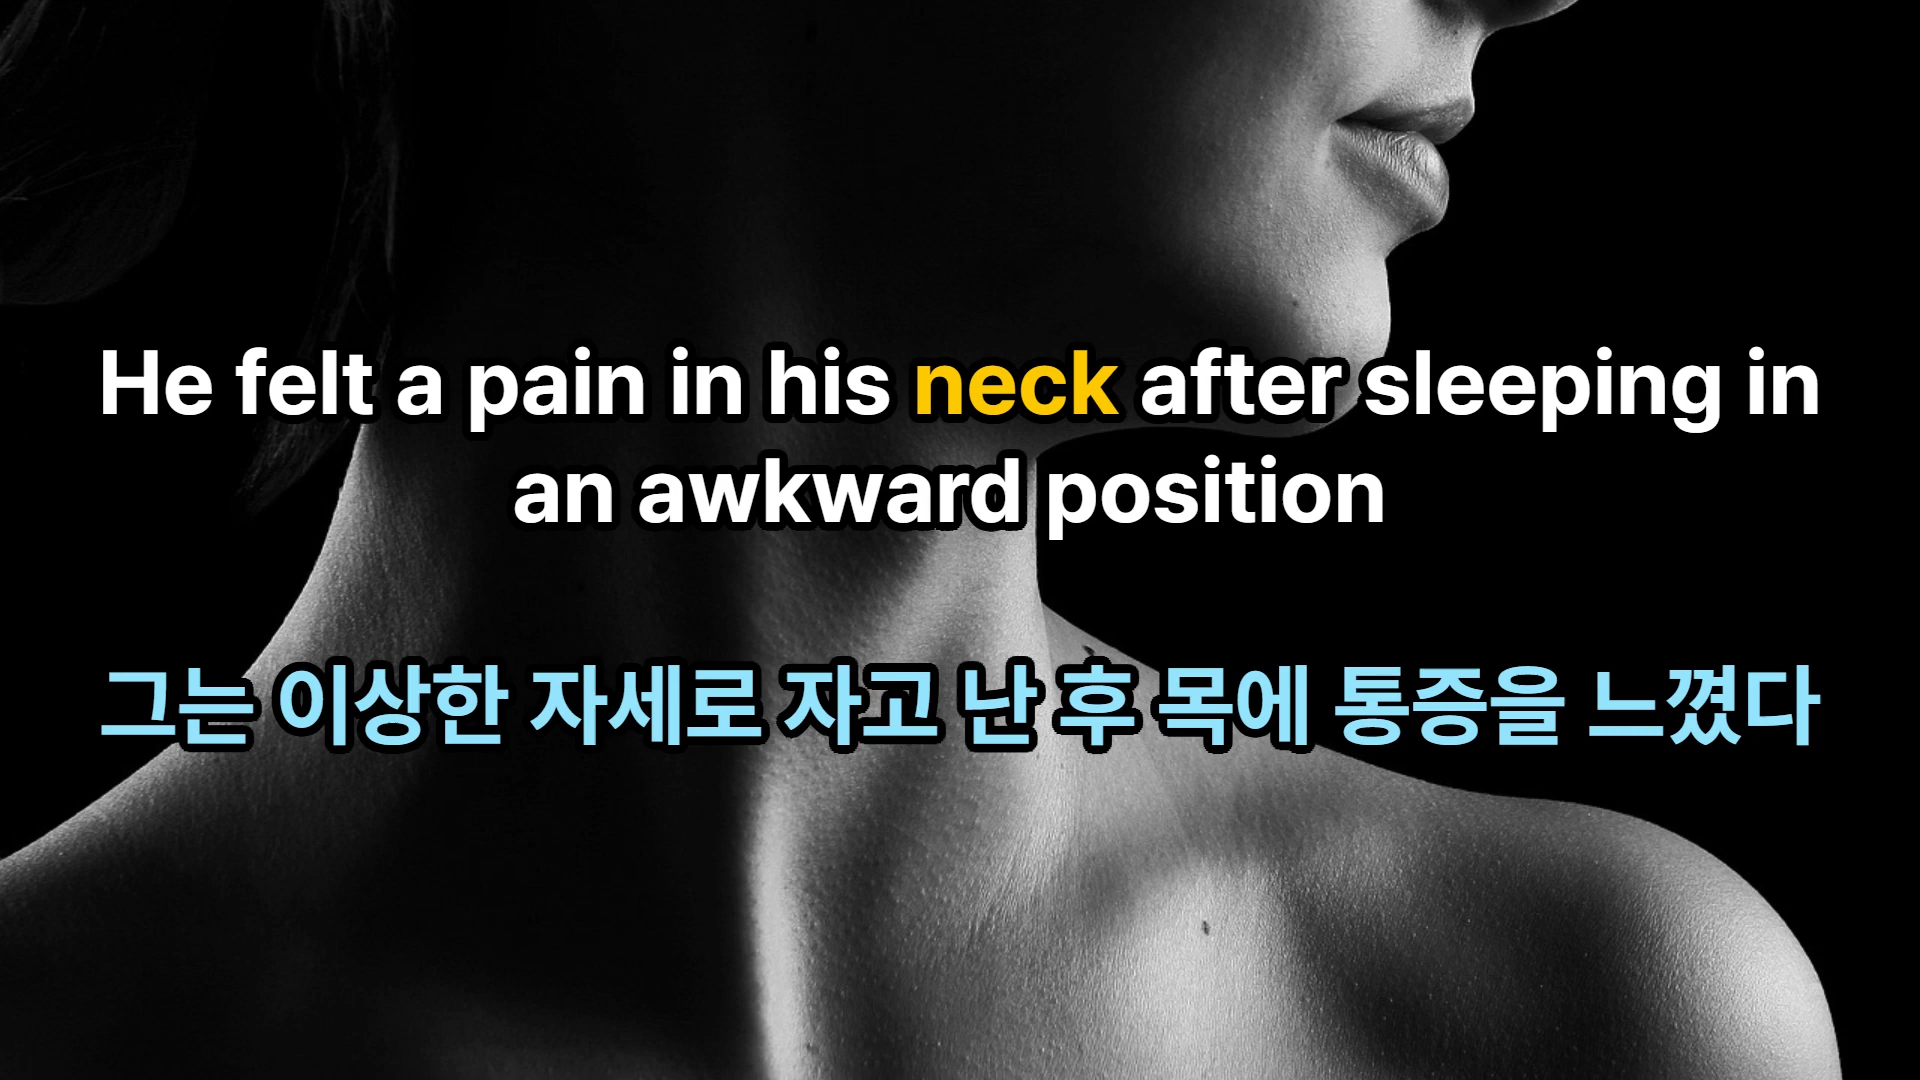 He felt a pain in his neck after sleeping in
an awkward position
그는 이상한 자세로 자고 난 후 목에 통증을 느꼈다